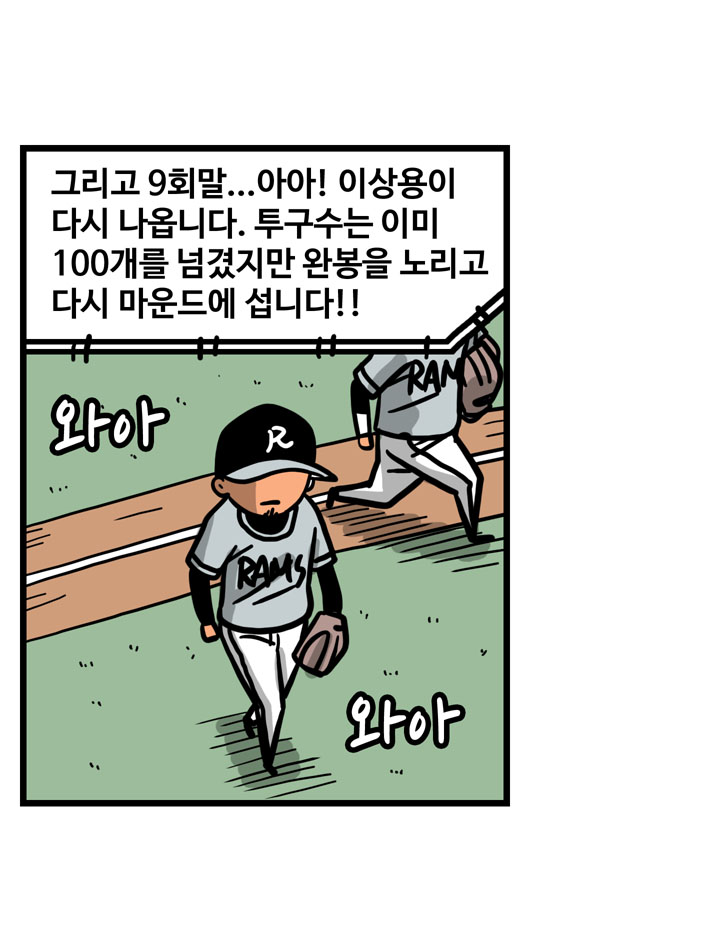 그리고 9회말...아아! 이상용이
다시 나옵니다. 투구수는 이미
100개를 넘겼지만 완봉을 노리고
다시 마운드에 섭니다!!
RAM
와아
R
RAMS
와아